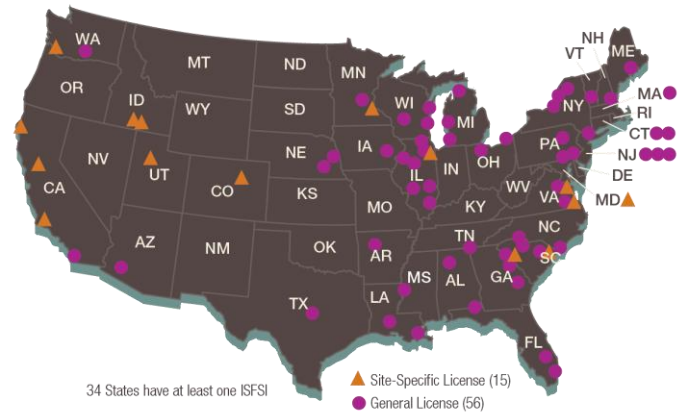 WA
MT
ND
MN
VT
NH
ME
OR
ID
WY
SD
WI
MI
NY
MA
RI
CT
NV
UT
NE
IA
IL
IN
OH
PA
NJ
DE
CA
CO
KS
MO
KY
WV
VA
MD
AZ
NM
OK
AR
TN
NC
SC
TX
LA
MS
AL
GA
FL
34 States have at least one ISFSI
Site-Specific License (15)
General License (56)